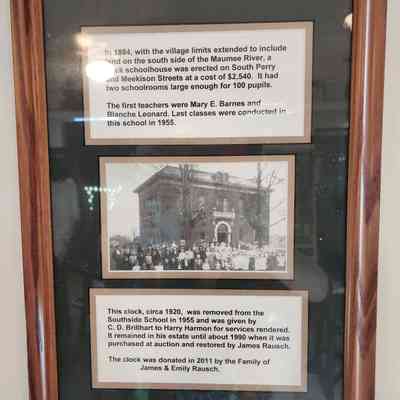 In 1884, with the village limits extended to include
land on the south side of the Maumee River, a
brick schoolhouse was erected on South Perry
and Meekison Streets at a cost of $2,540. It had
two schoolrooms large enough for 100 pupils.
The first teachers were Mary E. Barnes and
Blanche Leonard. Last classes were conducted in
this school in 1955.
This clock, circa 1920, was removed from the
Southside School in 1955 and was given by
C. D. Brillhart to Harry Harmon for services rendered.
It remained in his estate until about 1990 when it was
purchased at auction and restored by James Rausch.
The clock was donated in 2011 by the Family of
James & Emily Rausch.